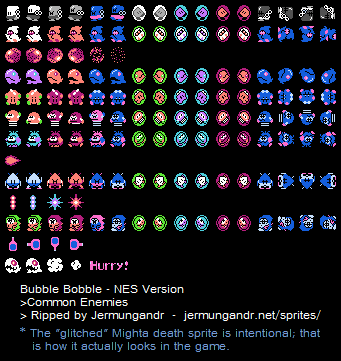 Hurry!
Bubble Bobble - NES Version
>Common Enemies
> Ripped by Jermungandr - jermungandr.net/sprites/
* The "glitched" Mighta death sprite is intentional; that
is how it actually looks in the game.